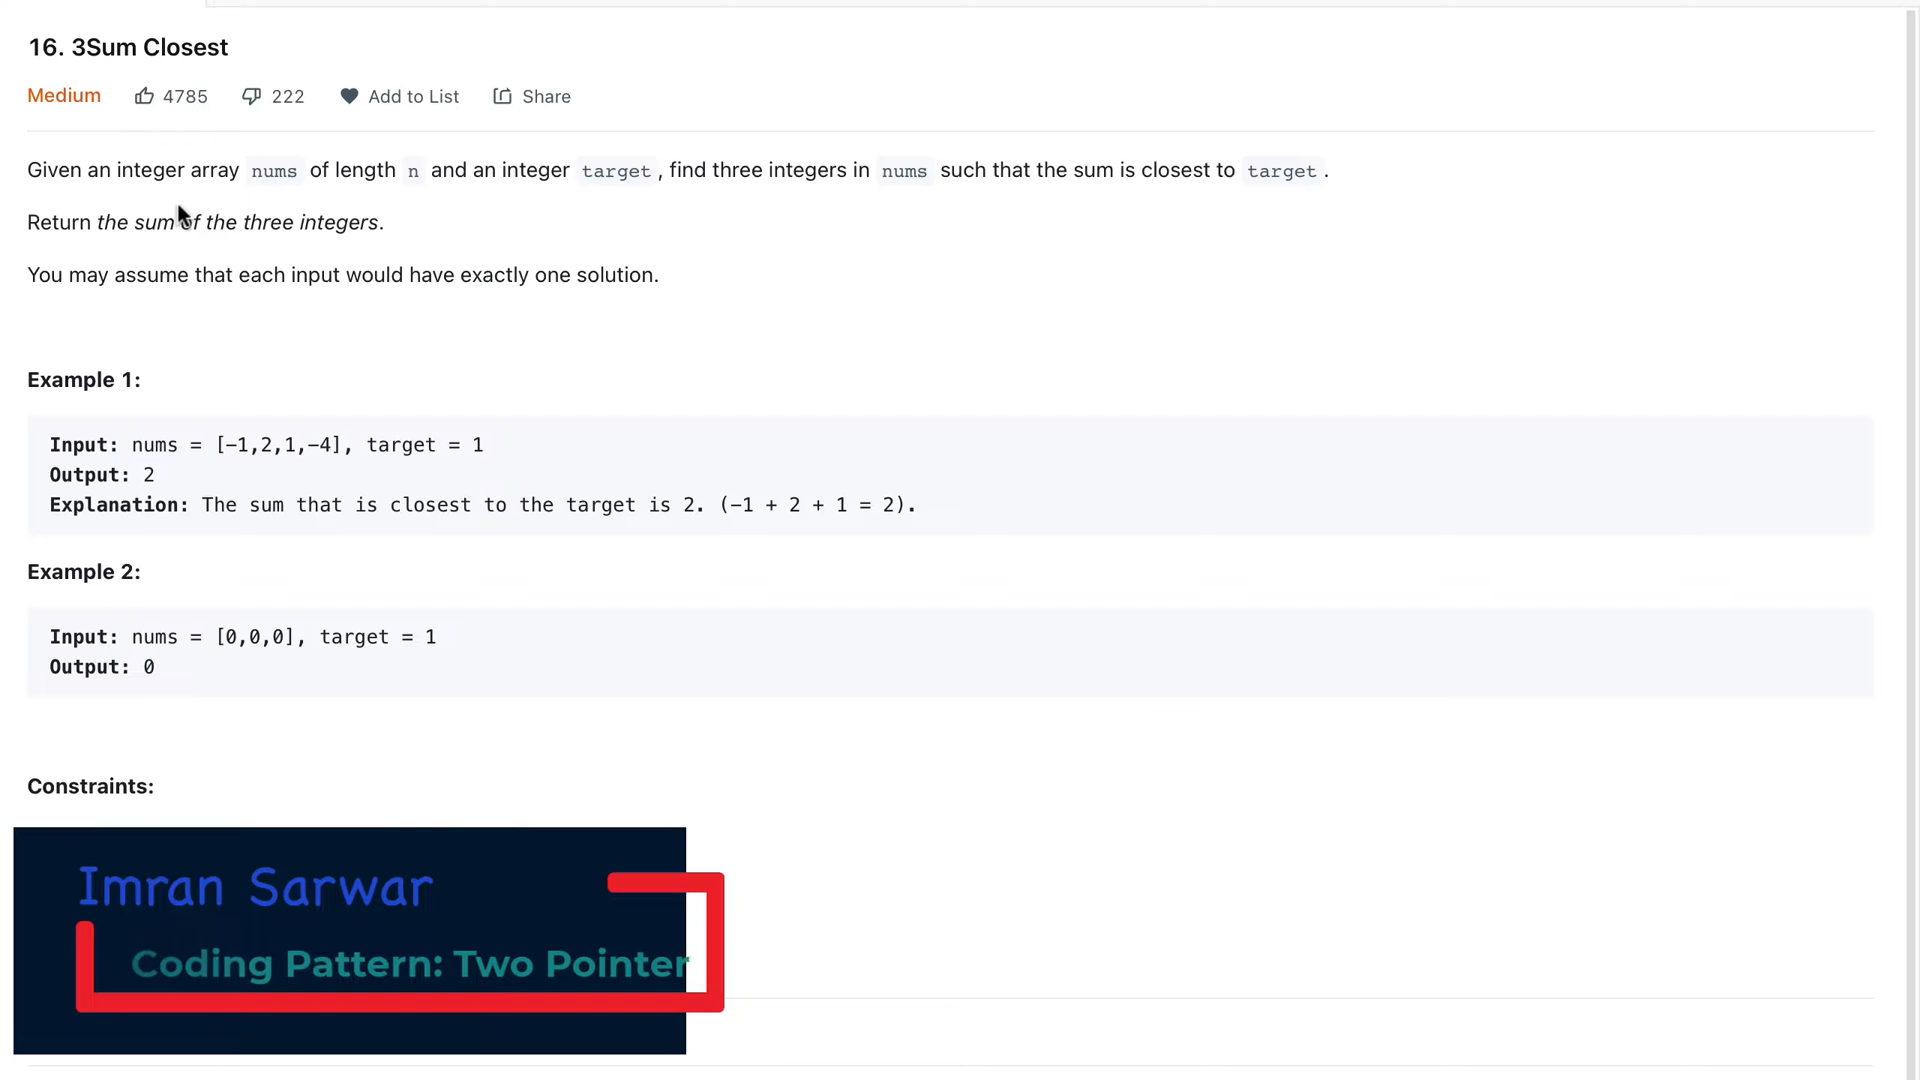 16. 3Sum Closest
Medium 4785 222 Add to List Share
Given an integer array nums of length n and an integer target, find three integers in nums such that the sum is closest to target.
Return the sum of the three integers.
You may assume that each input would have exactly one solution.
Example 1:
Input: nums = [-1,2,1,-4], target = 1
Output: 2
Explanation: The sum that is closest to the target is 2. (-1 + 2 + 1 = 2).
Example 2:
Input: nums = [0,0,0], target = 1
Output: 0
Constraints:
Imran Sarwar
Coding Pattern: Two Pointer